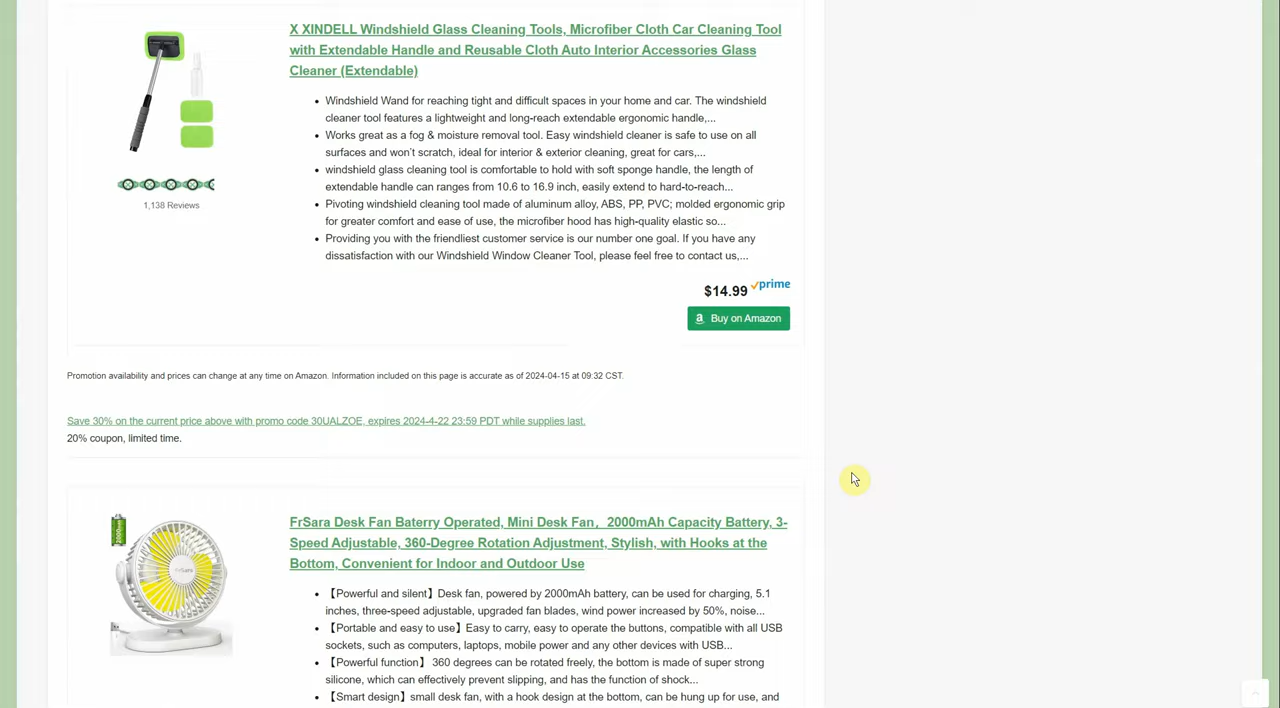 X XINDELL Windshield Glass Cleaning Tools, Microfiber Cloth Car Cleaning Tool
with Extendable Handle and Reusable Cloth Auto Interior Accessories Glass
Cleaner (Extendable)
1,138 Reviews
• Windshield Wand for reaching tight and difficult spaces in your home and car. The windshield
cleaner tool features a lightweight and long-reach extendable ergonomic handle,...
• Works great as a fog & moisture removal tool. Easy windshield cleaner is safe to use on all
surfaces and won't scratch, ideal for interior & exterior cleaning, great for cars,...
• windshield glass cleaning tool is comfortable to hold with soft sponge handle, the length of
extendable handle can ranges from 10.6 to 16.9 inch, easily extend to hard-to-reach...
• Pivoting windshield cleaning tool made of aluminum alloy, ABS, PP, PVC; molded ergonomic grip
for greater comfort and ease of use, the microfiber hood has high-quality elastic so...
• Providing you with the friendliest customer service is our number one goal. If you have any
dissatisfaction with our Windshield Window Cleaner Tool, please feel free to contact us,...
$14.99 prime
Buy on Amazon
Promotion availability and prices can change at any time on Amazon. Information included on this page is accurate as of 2024-04-15 at 09:32 CST.
Save 30% on the current price above with promo code 30UALZOE, expires 2024-4-22 23:59 PDT while supplies last.
20% coupon, limited time.
2000mAh
FrSara
FrSara Desk Fan Baterry Operated, Mini Desk Fan，2000mAh Capacity Battery, 3-
Speed Adjustable, 360-Degree Rotation Adjustment, Stylish, with Hooks at the
Bottom, Convenient for Indoor and Outdoor Use
• 【Powerful and silent】Desk fan, powered by 2000mAh battery, can be used for charging, 5.1
inches, three-speed adjustable, upgraded fan blades, wind power increased by 50%, noise...
• 【Portable and easy to use】Easy to carry, easy to operate the buttons, compatible with all USB
sockets, such as computers, laptops, mobile power and any other devices with USB...
• 【Powerful function】 360 degrees can be rotated freely, the bottom is made of super strong
silicone, which can effectively prevent slipping, and has the function of shock...
• 【Smart design】small desk fan, with a hook design at the bottom, can be hung up for use, and